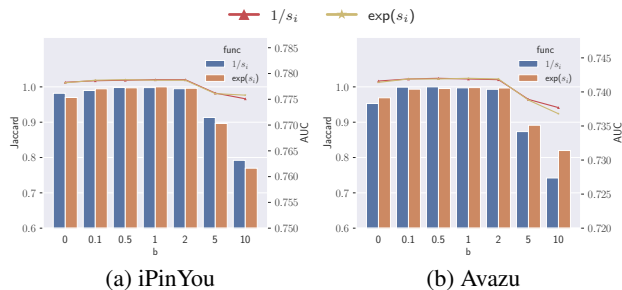 1/s_i exp(s_i)
func
1/s_i
exp(s_i)
1.0
0.9
0.8
0.7
0.6
Jaccard
0.785
0.780
0.775
0.770
0.765
0.760
0.755
0.750
AUC
0 0.1 0.5 1 2 5 10
b
(a) iPinYou
func
1/s_i
exp(s_i)
1.0
0.9
0.8
0.7
0.6
Jaccard
0.745
0.740
0.735
0.730
0.725
0.720
AUC
0 0.1 0.5 1 2 5 10
b
(b) Avazu